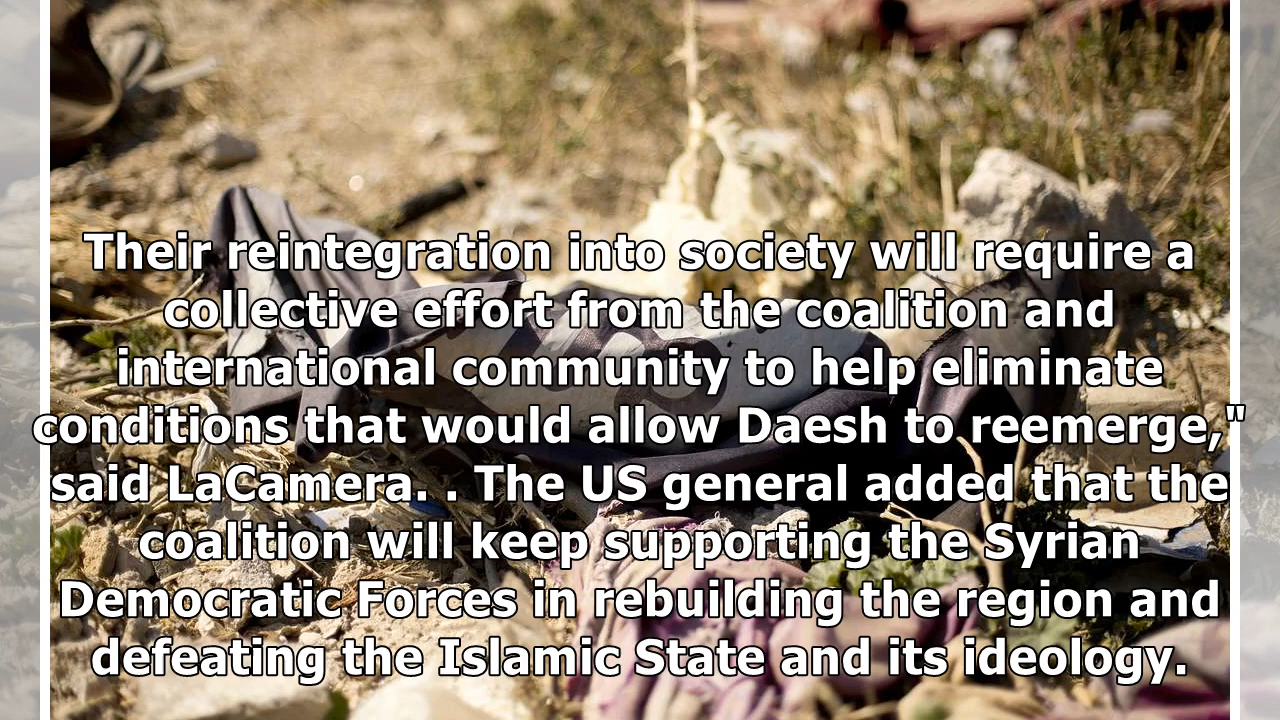 Their reintegration into society will require a
collective effort from the coalition and
international community to help eliminate
conditions that would allow Daesh to reemerge,"
said LaCamera. . The US general added that the
coalition will keep supporting the Syrian
Democratic Forces in rebuilding the region and
defeating the Islamic State and its ideology.